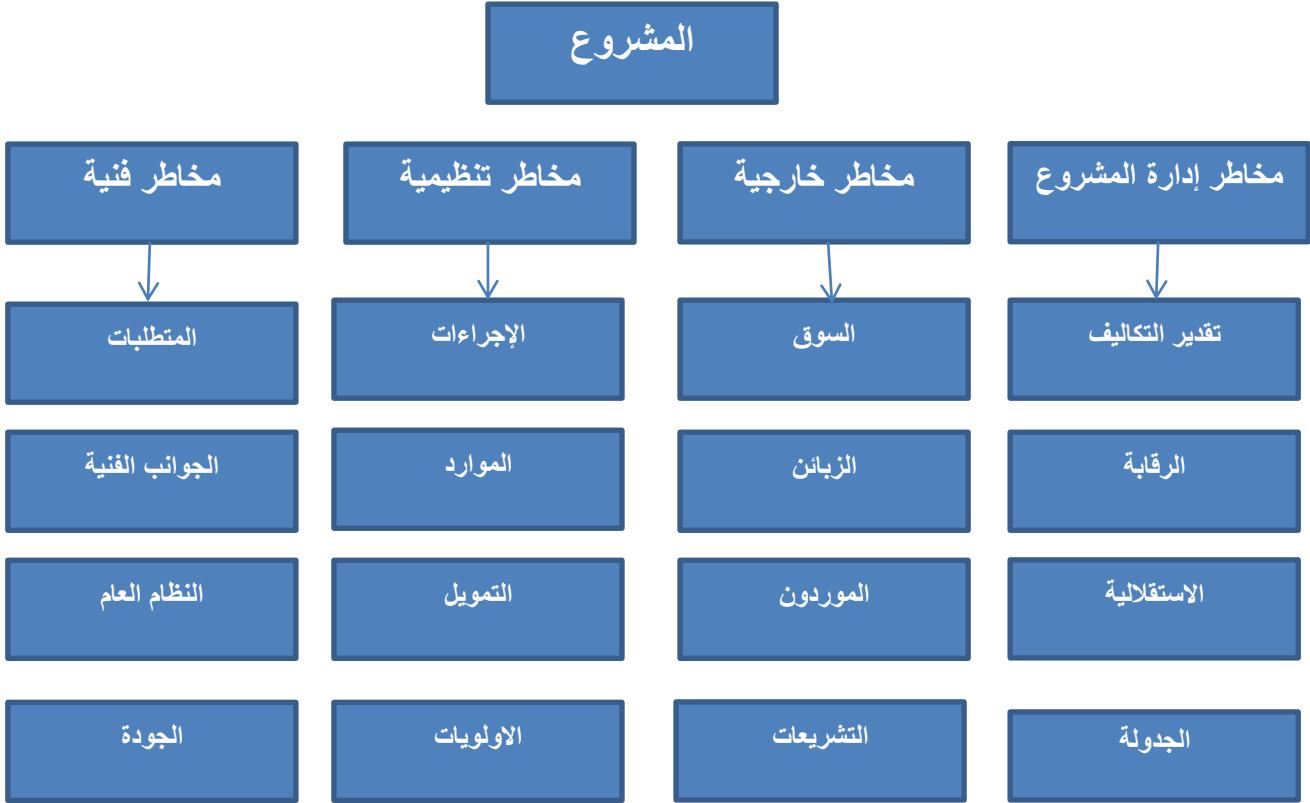 المشروع
مخاطر إدارة المشروع
مخاطر خارجية
مخاطر تنظيمية
مخاطر فنية
تقدير التكاليف
السوق
الإجراءات
المتطلبات
الرقابة
الزبائن
الموارد
الجوانب الفنية
الاستقلالية
الموردون
التمويل
النظام العام
الجدولة
التشريعات
الاولويات
الجودة